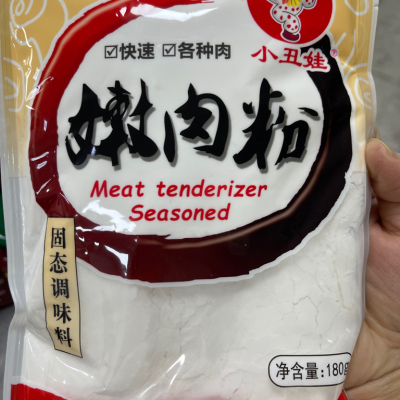 ☑快速 ☑各种肉
小丑娃®
嫩肉粉
Meat tenderizer
Seasoned
固态调味料
净含量:180g